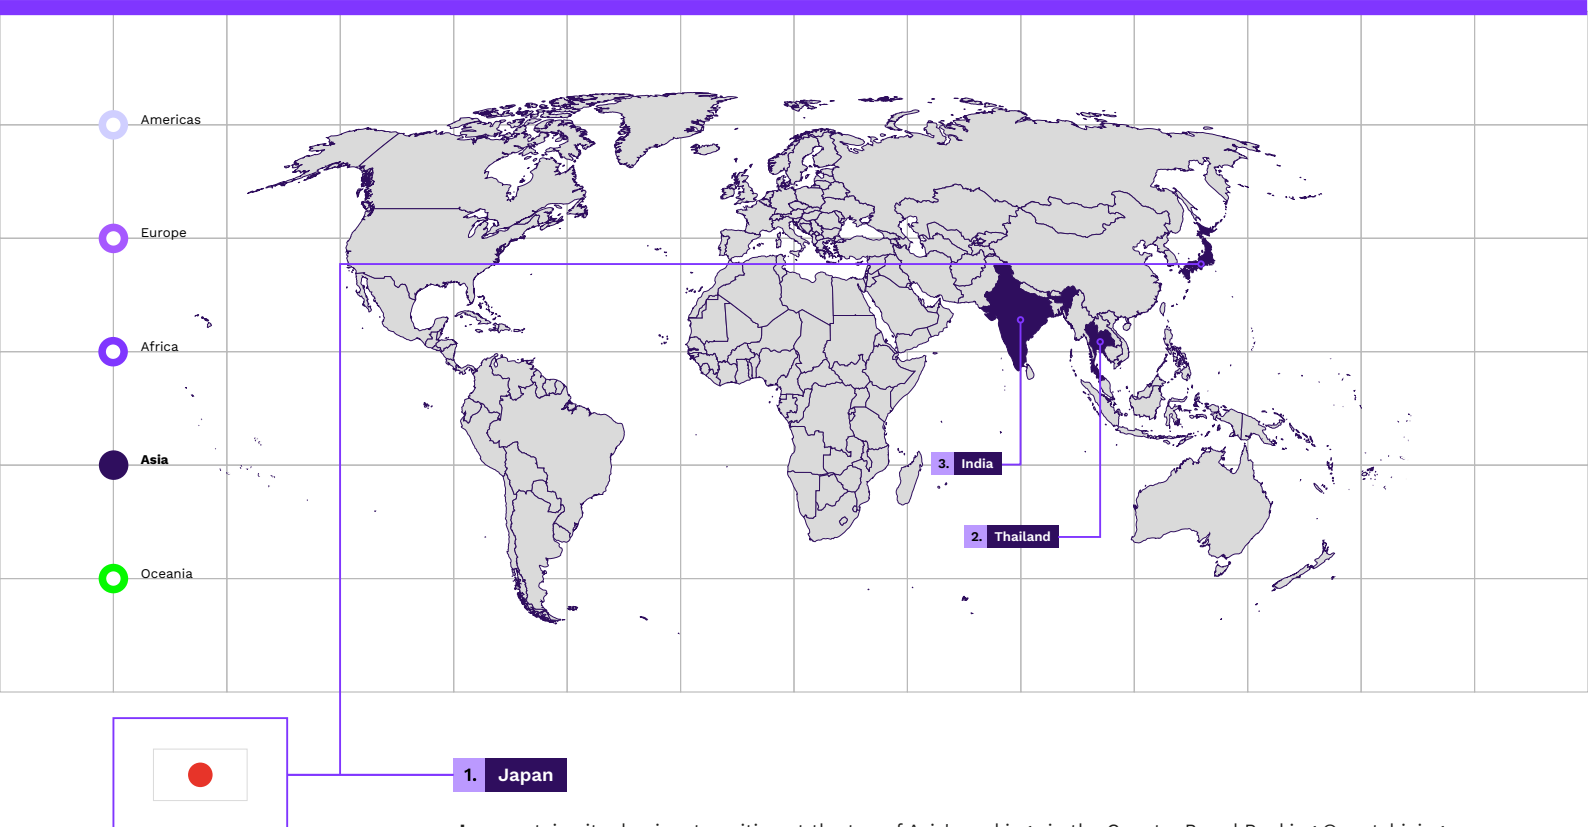 Americas
Europe
Africa
Asia
Oceania
3. India
2. Thailand
1. Japan